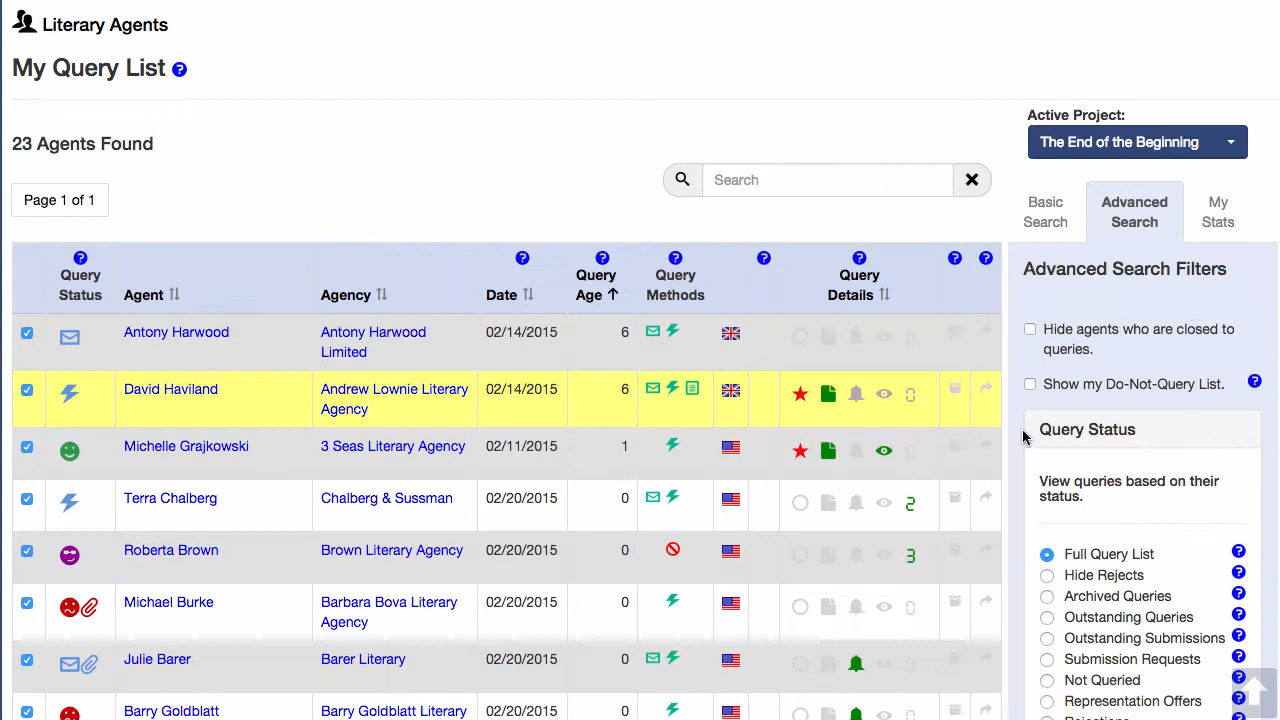 Literary Agents
My Query List
23 Agents Found
Active Project:
The End of the Beginning
Page 1 of 1
Search
Basic
Search
Advanced
Search
My
Stats
Query
Status
Agent
Agency
Date
Query
Age
Query
Methods
Query
Details
Antony Harwood
Antony Harwood
Limited
02/14/2015
6
0
David Haviland
Andrew Lownie Literary
Agency
02/14/2015
6
0
Michelle Grajkowski
3 Seas Literary Agency
02/11/2015
1
0
Terra Chalberg
Chalberg & Sussman
02/20/2015
0
2
Roberta Brown
Brown Literary Agency
02/20/2015
0
3
Michael Burke
Barbara Bova Literary
Agency
02/20/2015
0
0
Julie Barer
Barer Literary
02/20/2015
0
0
Barry Goldblatt
Barry Goldblatt Literary
02/20/2015
0
0
Advanced Search Filters
Hide agents who are closed to
queries.
Show my Do-Not-Query List.
Query Status
View queries based on their
status.
Full Query List
Hide Rejects
Archived Queries
Outstanding Queries
Outstanding Submissions
Submission Requests
Not Queried
Representation Offers